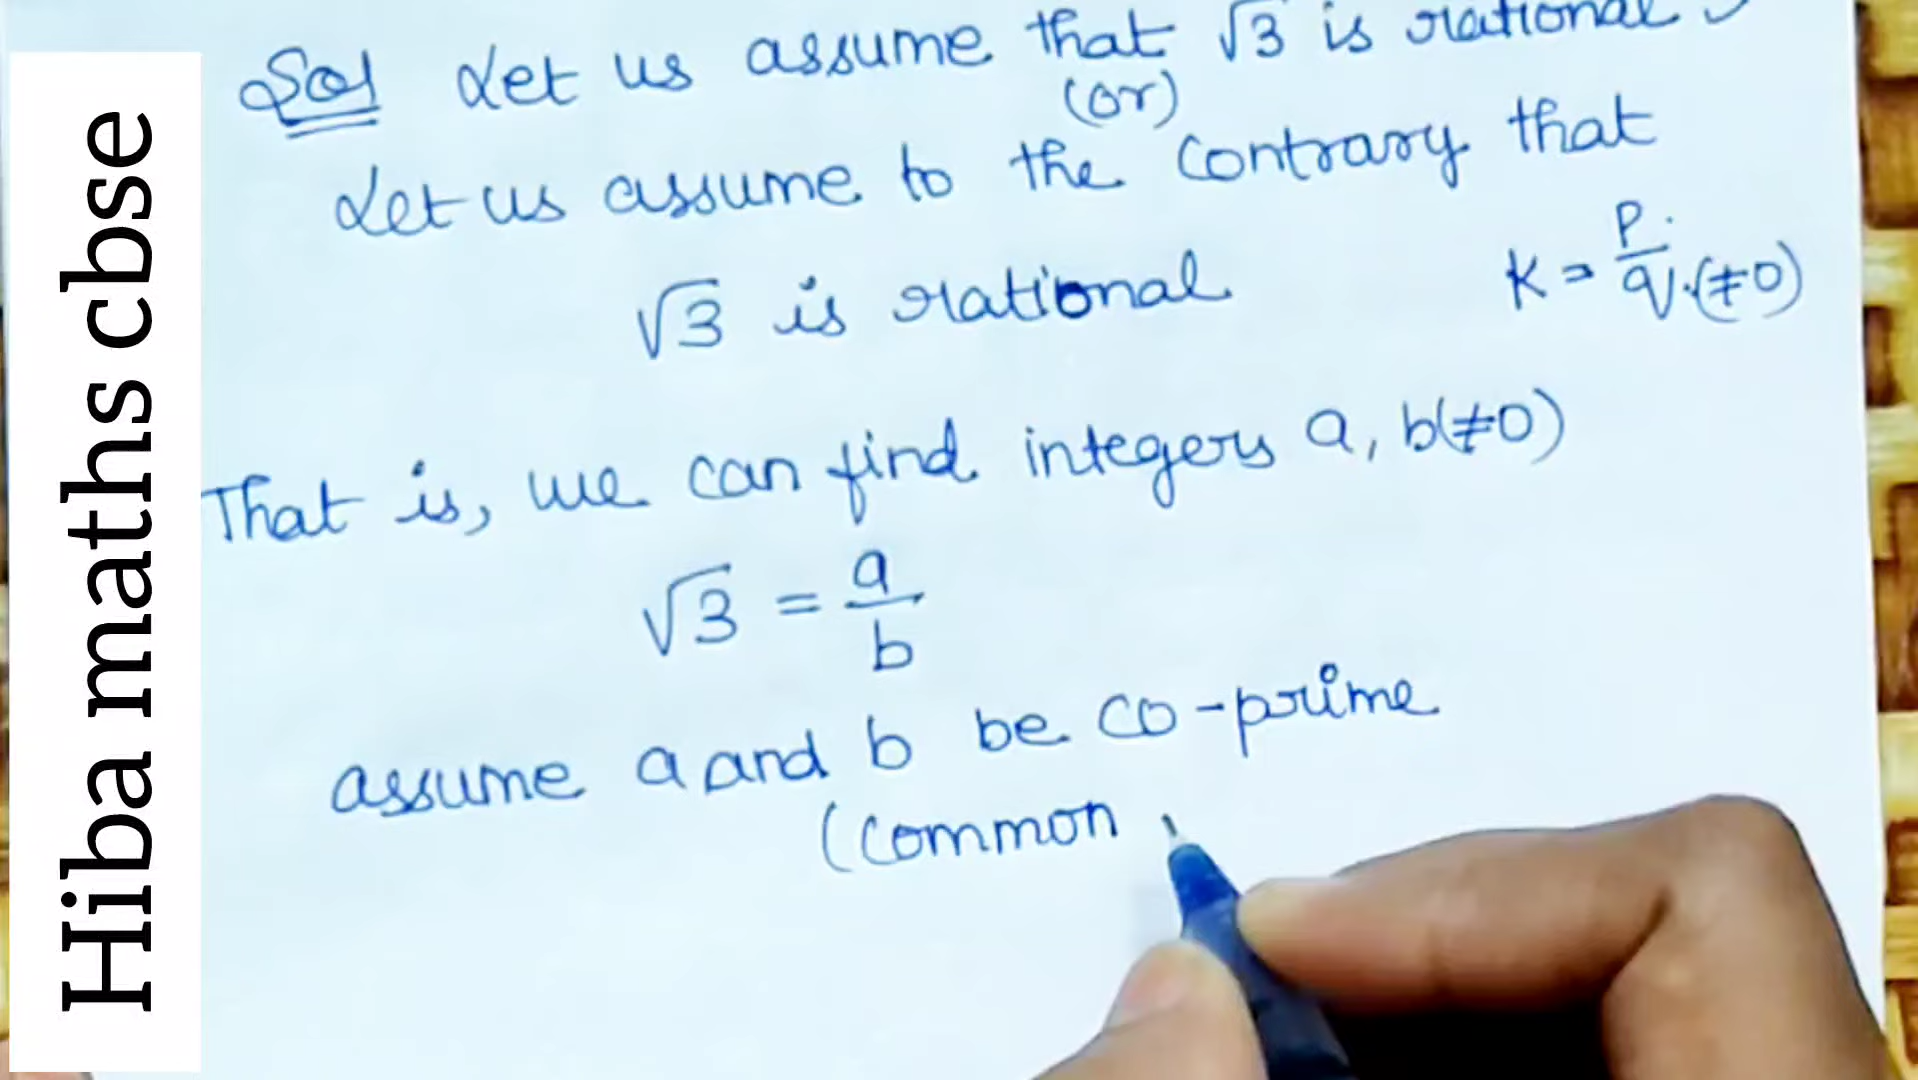 Hiba maths cbse
Sol Let us assume that √3 is rational
(or)
Let us assume to the contrary that
√3 is rational
K = p/q (≠0)
That is, we can find integers a, b(≠0)
√3 = a/b
assume a and b be co-prime
(common